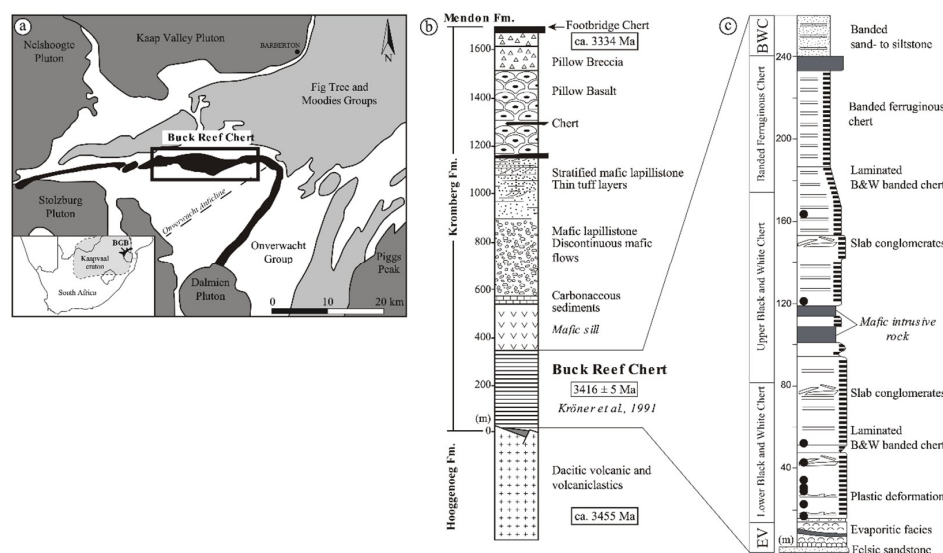 a
Nelshoogte
Pluton
Kaap Valley Pluton
BARBERTON
N
Fig Tree and
Moodies Groups
Buck Reef Chert
Stolzburg
Pluton
Onverwacht Anticline
Onverwacht
Group
BGB
Kaapvaal
craton
South Africa
Dalmien
Pluton
Piggs
Peak
0 10 20 km
b
Mendon Fm.
Kromberg Fm.
Hooggenoeg Fm.
1600
1400
1200
1000
800
600
400
200
(m)
0
Footbridge Chert
ca. 3334 Ma
Pillow Breccia
Pillow Basalt
Chert
Stratified mafic lapillistone
Thin tuff layers
Mafic lapillistone
Discontinuous mafic
flows
Carbonaceous
sediments
Mafic sill
Buck Reef Chert
3416 ± 5 Ma
Kröner et al., 1991
Dacitic volcanic and
volcaniclastics
ca. 3455 Ma
c
BWC
Banded Ferruginous Chert
Upper Black and White Chert
Lower Black and White Chert
EV
240
200
160
120
80
40
(m)
Banded
sand- to siltstone
Banded ferruginous
chert
Laminated
B&W banded chert
Slab conglomerates
Mafic intrusive
rock
Slab conglomerates
Laminated
B&W banded chert
Plastic deformation
Evaporitic facies
Felsic sandstone